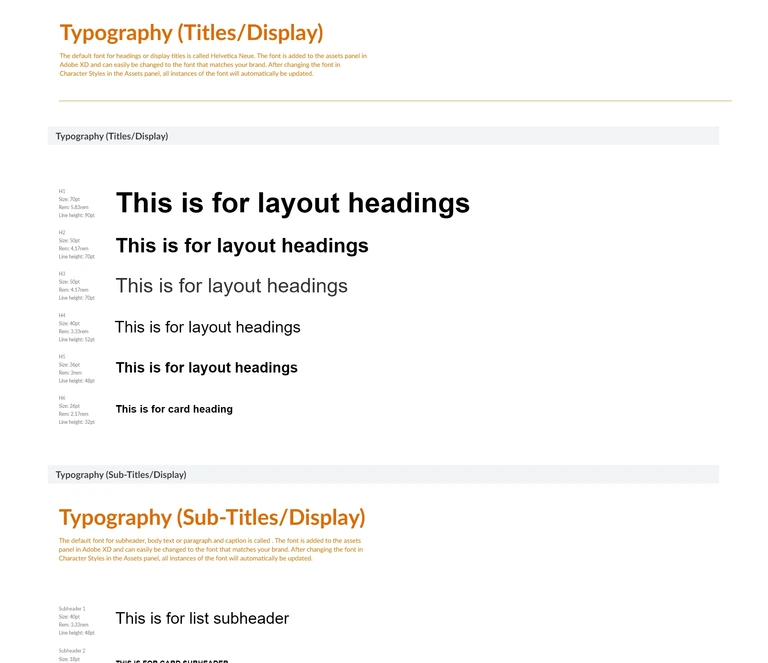 Typography (Titles/Display)
The default font for headings or display titles is called Helvetica Neue. The font is added to the assets panel in
Adobe XD and can easily be changed to the font that matches your brand. After changing the font in
Character Styles in the Assets panel, all instances of the font will automatically be updated.
Typography (Titles/Display)
H1
Size: 70pt
Rem: 5.83rem
Line height: 90pt
This is for layout headings
H2
Size: 50pt
Rem: 4.17rem
Line height: 70pt
This is for layout headings
H3
Size: 50pt
Rem: 4.17rem
Line height: 70pt
This is for layout headings
H4
Size: 40pt
Rem: 3.33rem
Line height: 52pt
This is for layout headings
H5
Size: 36pt
Rem: 3rem
Line height: 48pt
This is for layout headings
H6
Size: 26pt
Rem: 2.17rem
Line height: 32pt
This is for card heading
Typography (Sub-Titles/Display)
Typography (Sub-Titles/Display)
The default font for subheader, body text or paragraph and caption is called . The font is added to the assets
panel in Adobe XD and can easily be changed to the font that matches your brand. After changing the font in
Character Styles in the Assets panel, all instances of the font will automatically be updated.
Subheader 1
Size: 40pt
Rem: 3.33rem
Line height: 48pt
This is for list subheader
Subheader 2
Size: 18pt
THIS IS FOR CARD SUBHEADER